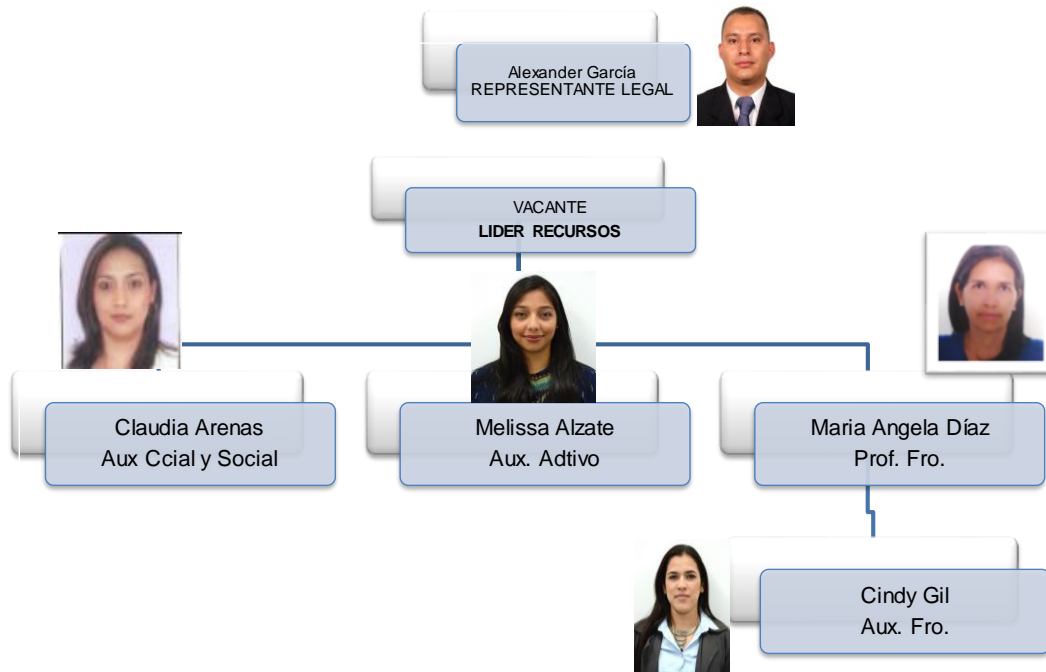 Alexander García
REPRESENTANTE LEGAL
VACANTE
LIDER RECURSOS
Claudia Arenas
Aux Ccial y Social
Melissa Alzate
Aux. Adtivo
Maria Angela Díaz
Prof. Fro.
Cindy Gil
Aux. Fro.